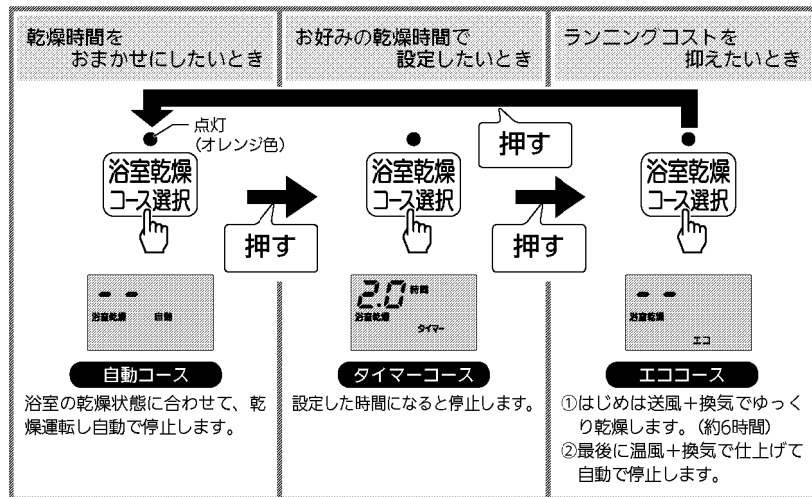 乾燥時間を
おまかせにしたいとき
お好みの乾燥時間で
設定したいとき
ランニングコストを
抑えたいとき
点灯
(オレンジ色)
浴室乾燥
コース選択
押す
浴室乾燥
コース選択
押す
浴室乾燥
コース選択
押す
--
浴室乾燥 自動
2.0 時間
浴室乾燥
タイマー
--
浴室乾燥
エコ
自動コース
浴室の乾燥状態に合わせて、乾
燥運転し自動で停止します。
タイマーコース
設定した時間になると停止します。
エココース
①はじめは送風+換気でゆっく
り乾燥します。(約6時間)
②最後に温風+換気で仕上げて
自動で停止します。